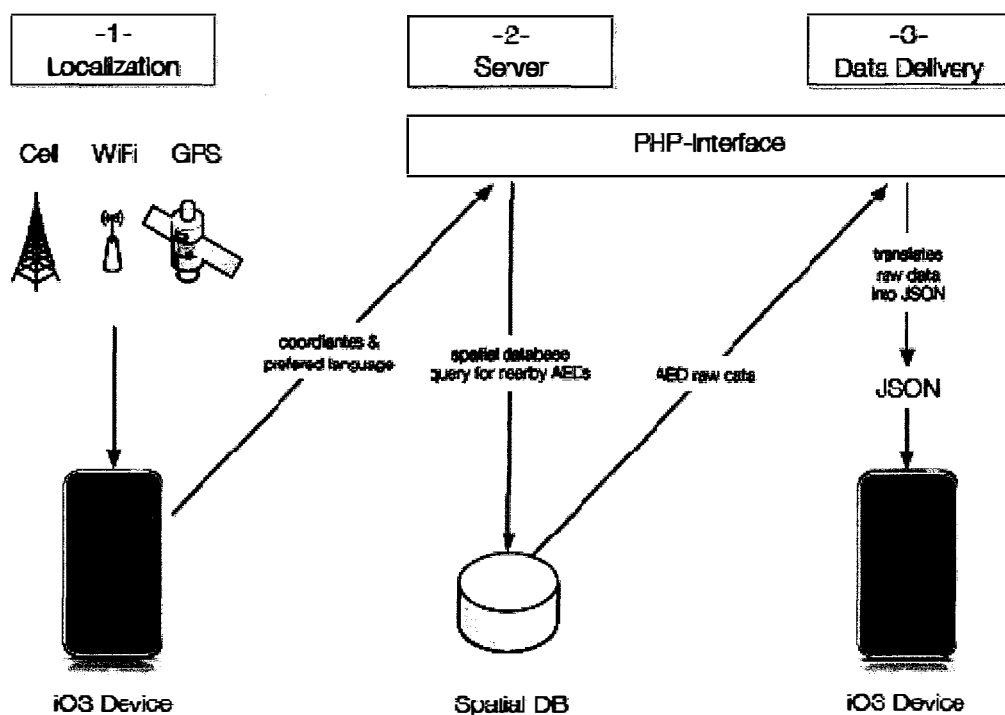 -1-
Localization
-2-
Server
-3-
Data Delivery
PHP-Interface
Cell WiFi GPS
coordiantes &
prefered language
spatial database
query for nearby AEDs
AED raw data
translates
raw data
into JSON
JSON
iOS Device
Spatial DB
iOS Device